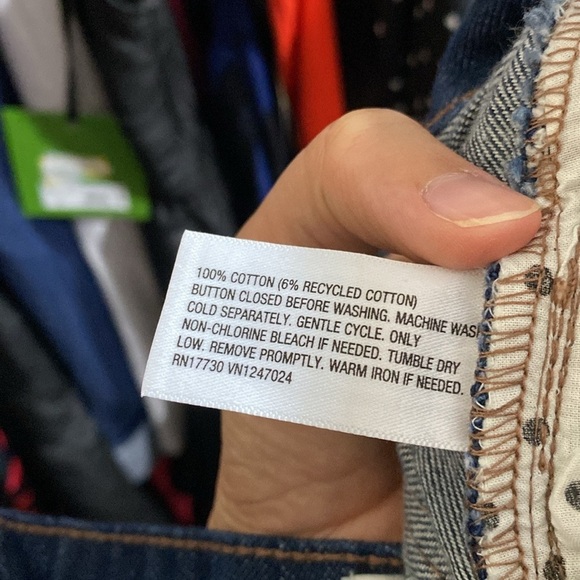 100% COTTON (6% RECYCLED COTTON)
BUTTON CLOSED BEFORE WASHING. MACHINE WASH
COLD SEPARATELY. GENTLE CYCLE. ONLY
NON-CHLORINE BLEACH IF NEEDED. TUMBLE DRY
LOW. REMOVE PROMPTLY. WARM IRON IF NEEDED.
RN17730 VN1247024